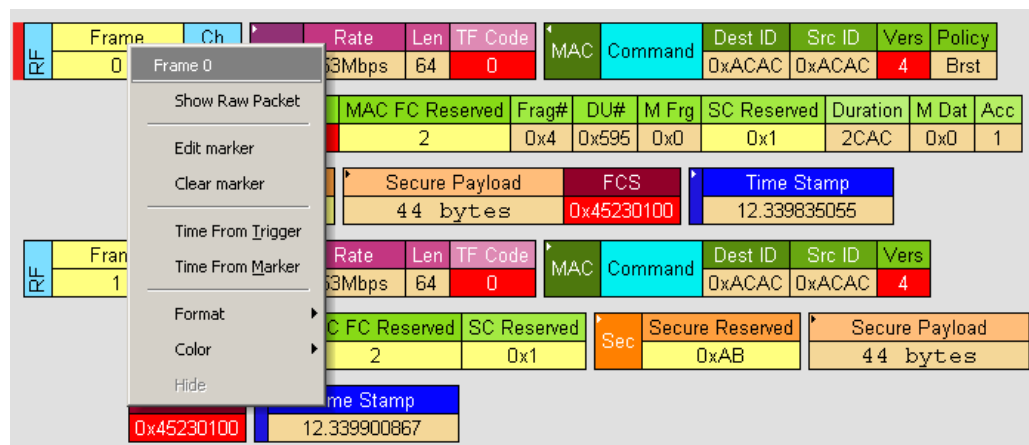 RF Frame Ch Rate Len TF Code MAC Command Dest ID Src ID Vers Policy
0 53Mbps 64 0 0xACAC 0xACAC 4 Brst
Frame 0
Show Raw Packet
Edit marker
Clear marker
Time From Trigger
Time From Marker
Format
Color
Hide
MAC FC Reserved Frag# DU# M Frg SC Reserved Duration M Dat Acc
2 0x4 0x595 0x0 0x1 2CAC 0x0 1
Secure Payload FCS Time Stamp
44 bytes 0x45230100 12.339835055
RF Rate Len TF Code MAC Command Dest ID Src ID Vers
1 53Mbps 64 0 0xACAC 0xACAC 4
FC Reserved SC Reserved Sec Secure Reserved Secure Payload
2 0x1 0xAB 44 bytes
Stamp
0x45230100 12.339900867